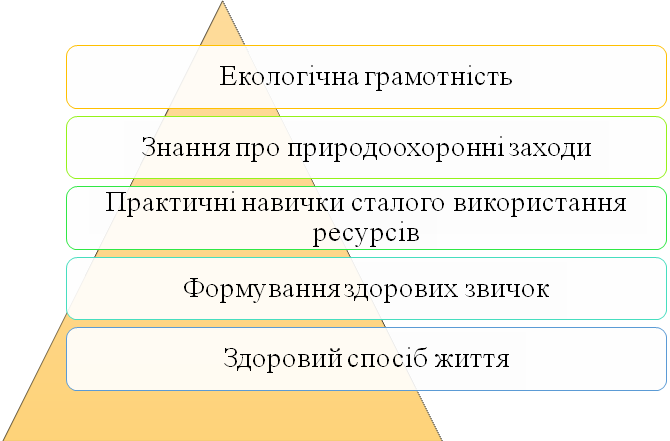 Екологічна грамотність
Знання про природоохоронні заходи
Практичні навички сталого використання
ресурсів
Формування здорових звичок
Здоровий спосіб життя